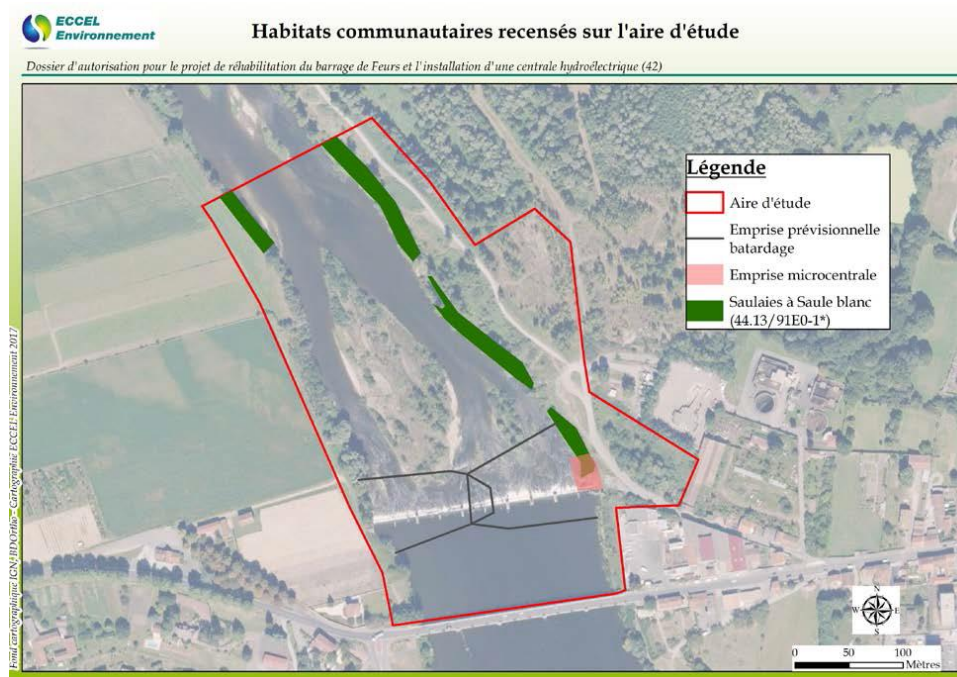 ECCEL
Environnement
Habitats communautaires recensés sur l'aire d'étude
Dossier d'autorisation pour le projet de réhabilitation du barrage de Feurs et l'installation d'une centrale hydroélectrique (42)
Légende
Aire d'étude
Emprise prévisionnelle
batardage
Emprise microcentrale
Saulaies à Saule blanc
(44.13/91E0-1*)
Fond cartographique IGN, BDOrtho - Cartographie ECCEL Environnement 2017
N
W E
S
0 50 100
Mètres